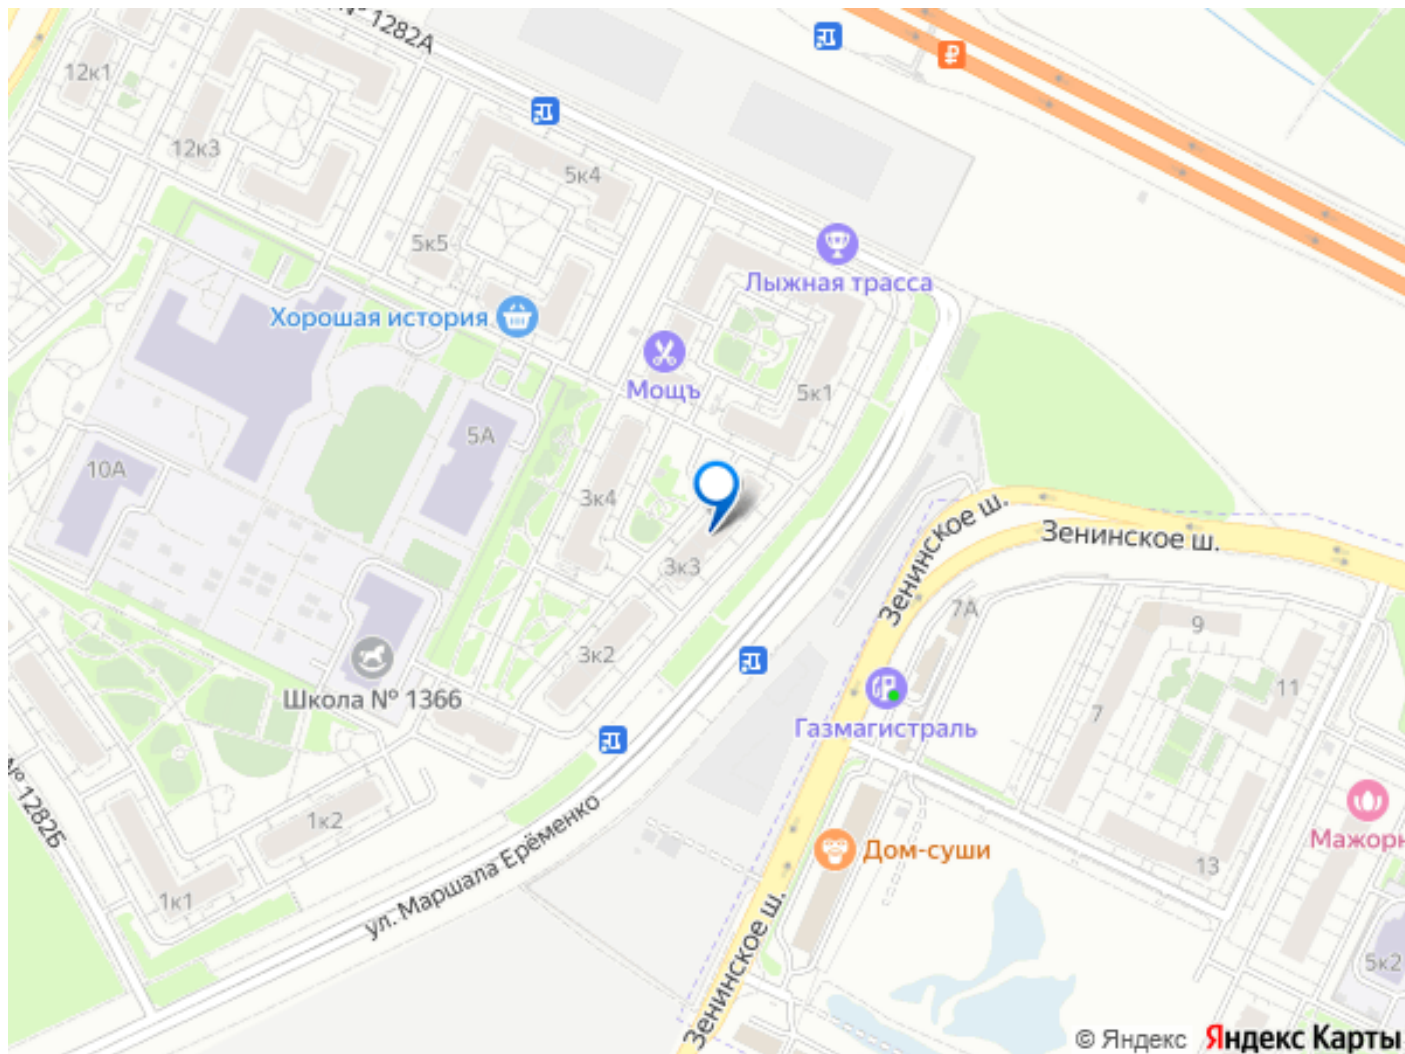 № 1282А
12к1
12к3
5к4
5к5
Лыжная трасса
Хорошая история
Мощъ
5к1
5А
10А
3к4
Зенинское ш.
Зенинское ш.
3к3
7А
9
3к2
11
Школа № 1366
7
Газмагистраль
№ 1282Б
1к2
ул. Маршала Ерёменко
Дом-суши
Мажорн
13
1к1
5к2
Зенинское ш.
© Яндекс Яндекс Карты